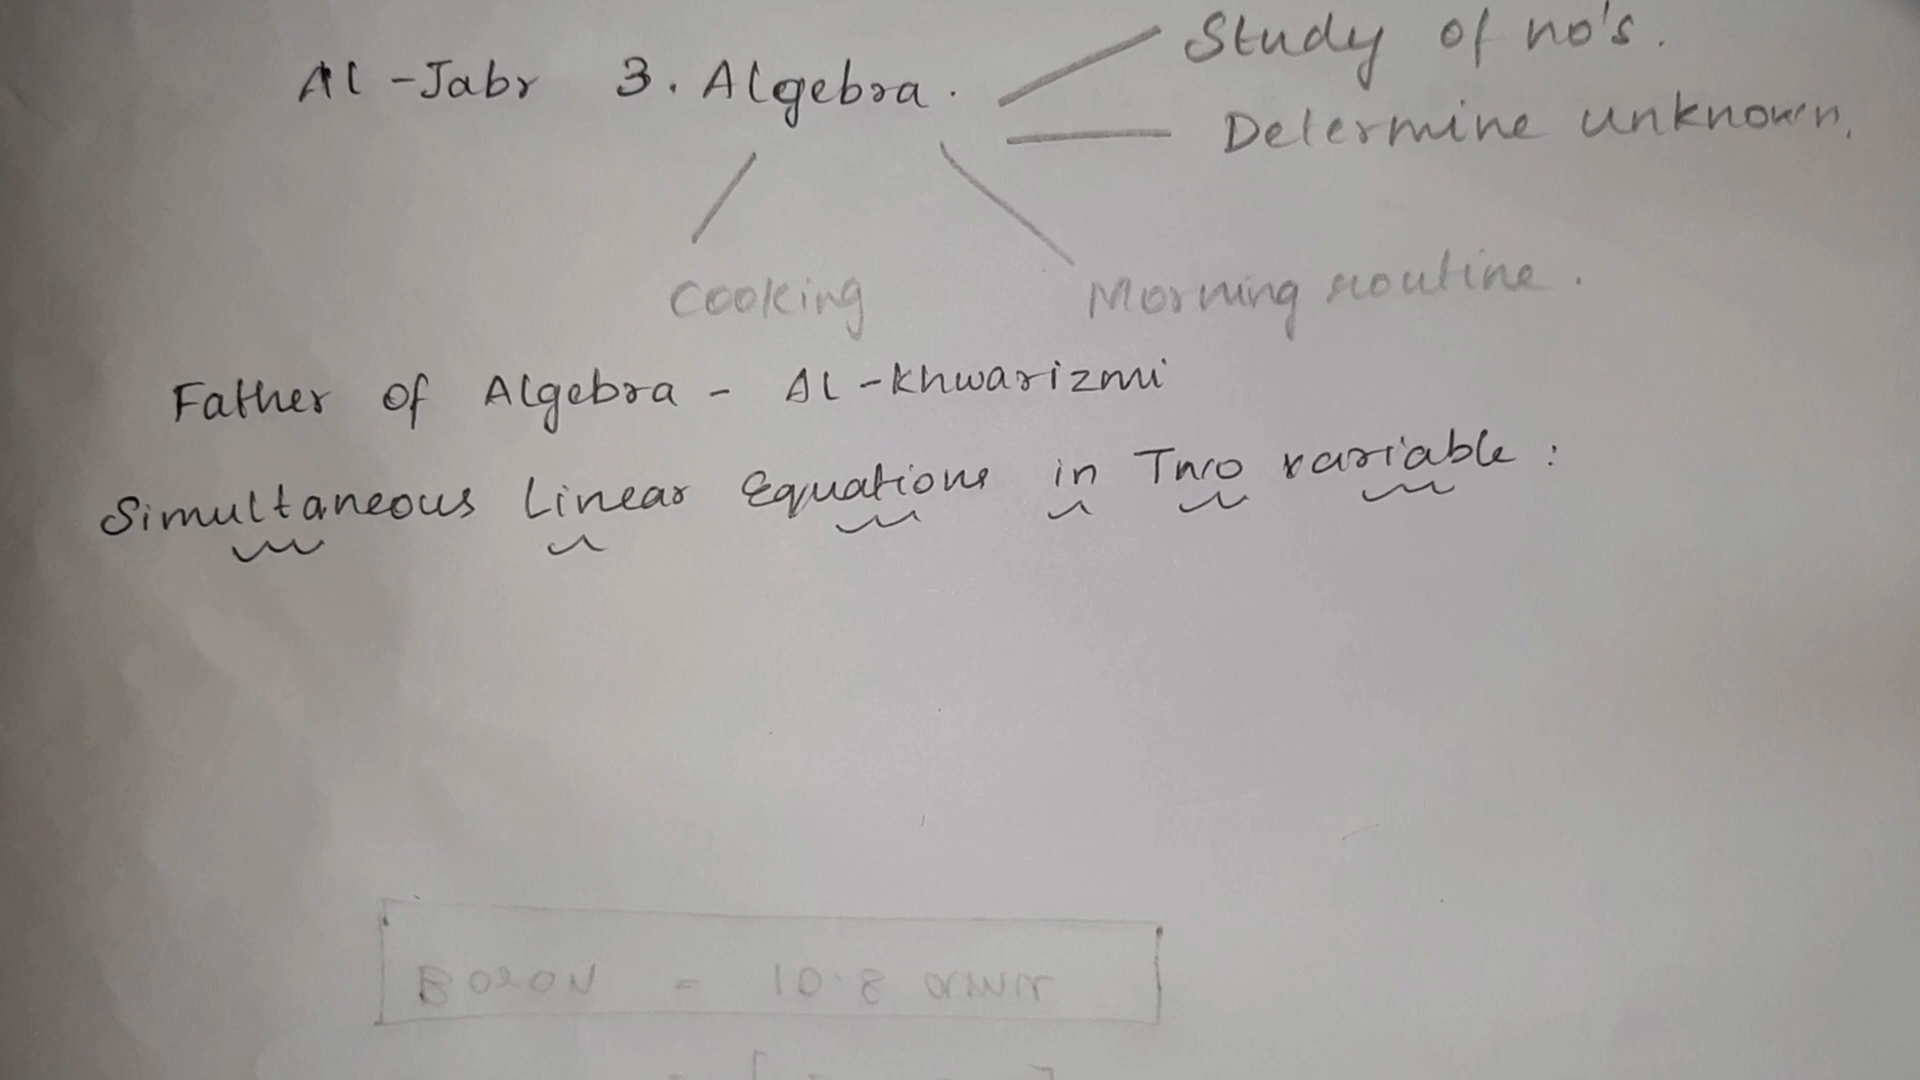 Study of no's.
Al-Jabr 3. Algebra.
Determine unknown.
Cooking
Morning routine.
Father of Algebra - Al-Khwarizmi
Simultaneous Linear Equations in Two variable:
Boron = 10.8 amu